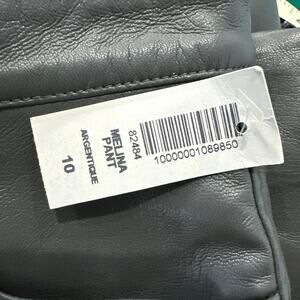 82484
10000001089850
MELINA
PANT
ARGENTIQUE
10